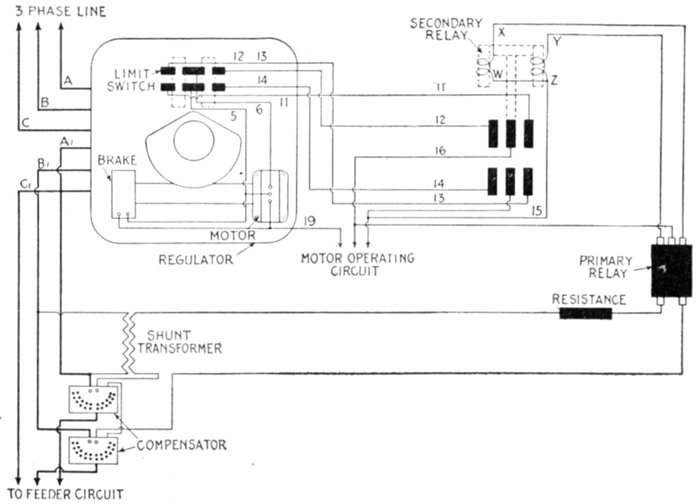 3 PHASE LINE
SECONDARY
RELAY
X
Y
12 13
LIMIT
SWITCH
14
A
W
Z
11
11
B
6
5
12
C
A₁
16
BRAKE
B₁
14
13
C₁
15
19
MOTOR
REGULATOR
MOTOR OPERATING
CIRCUIT
PRIMARY
RELAY
RESISTANCE
SHUNT
TRANSFORMER
COMPENSATOR
TO FEEDER CIRCUIT